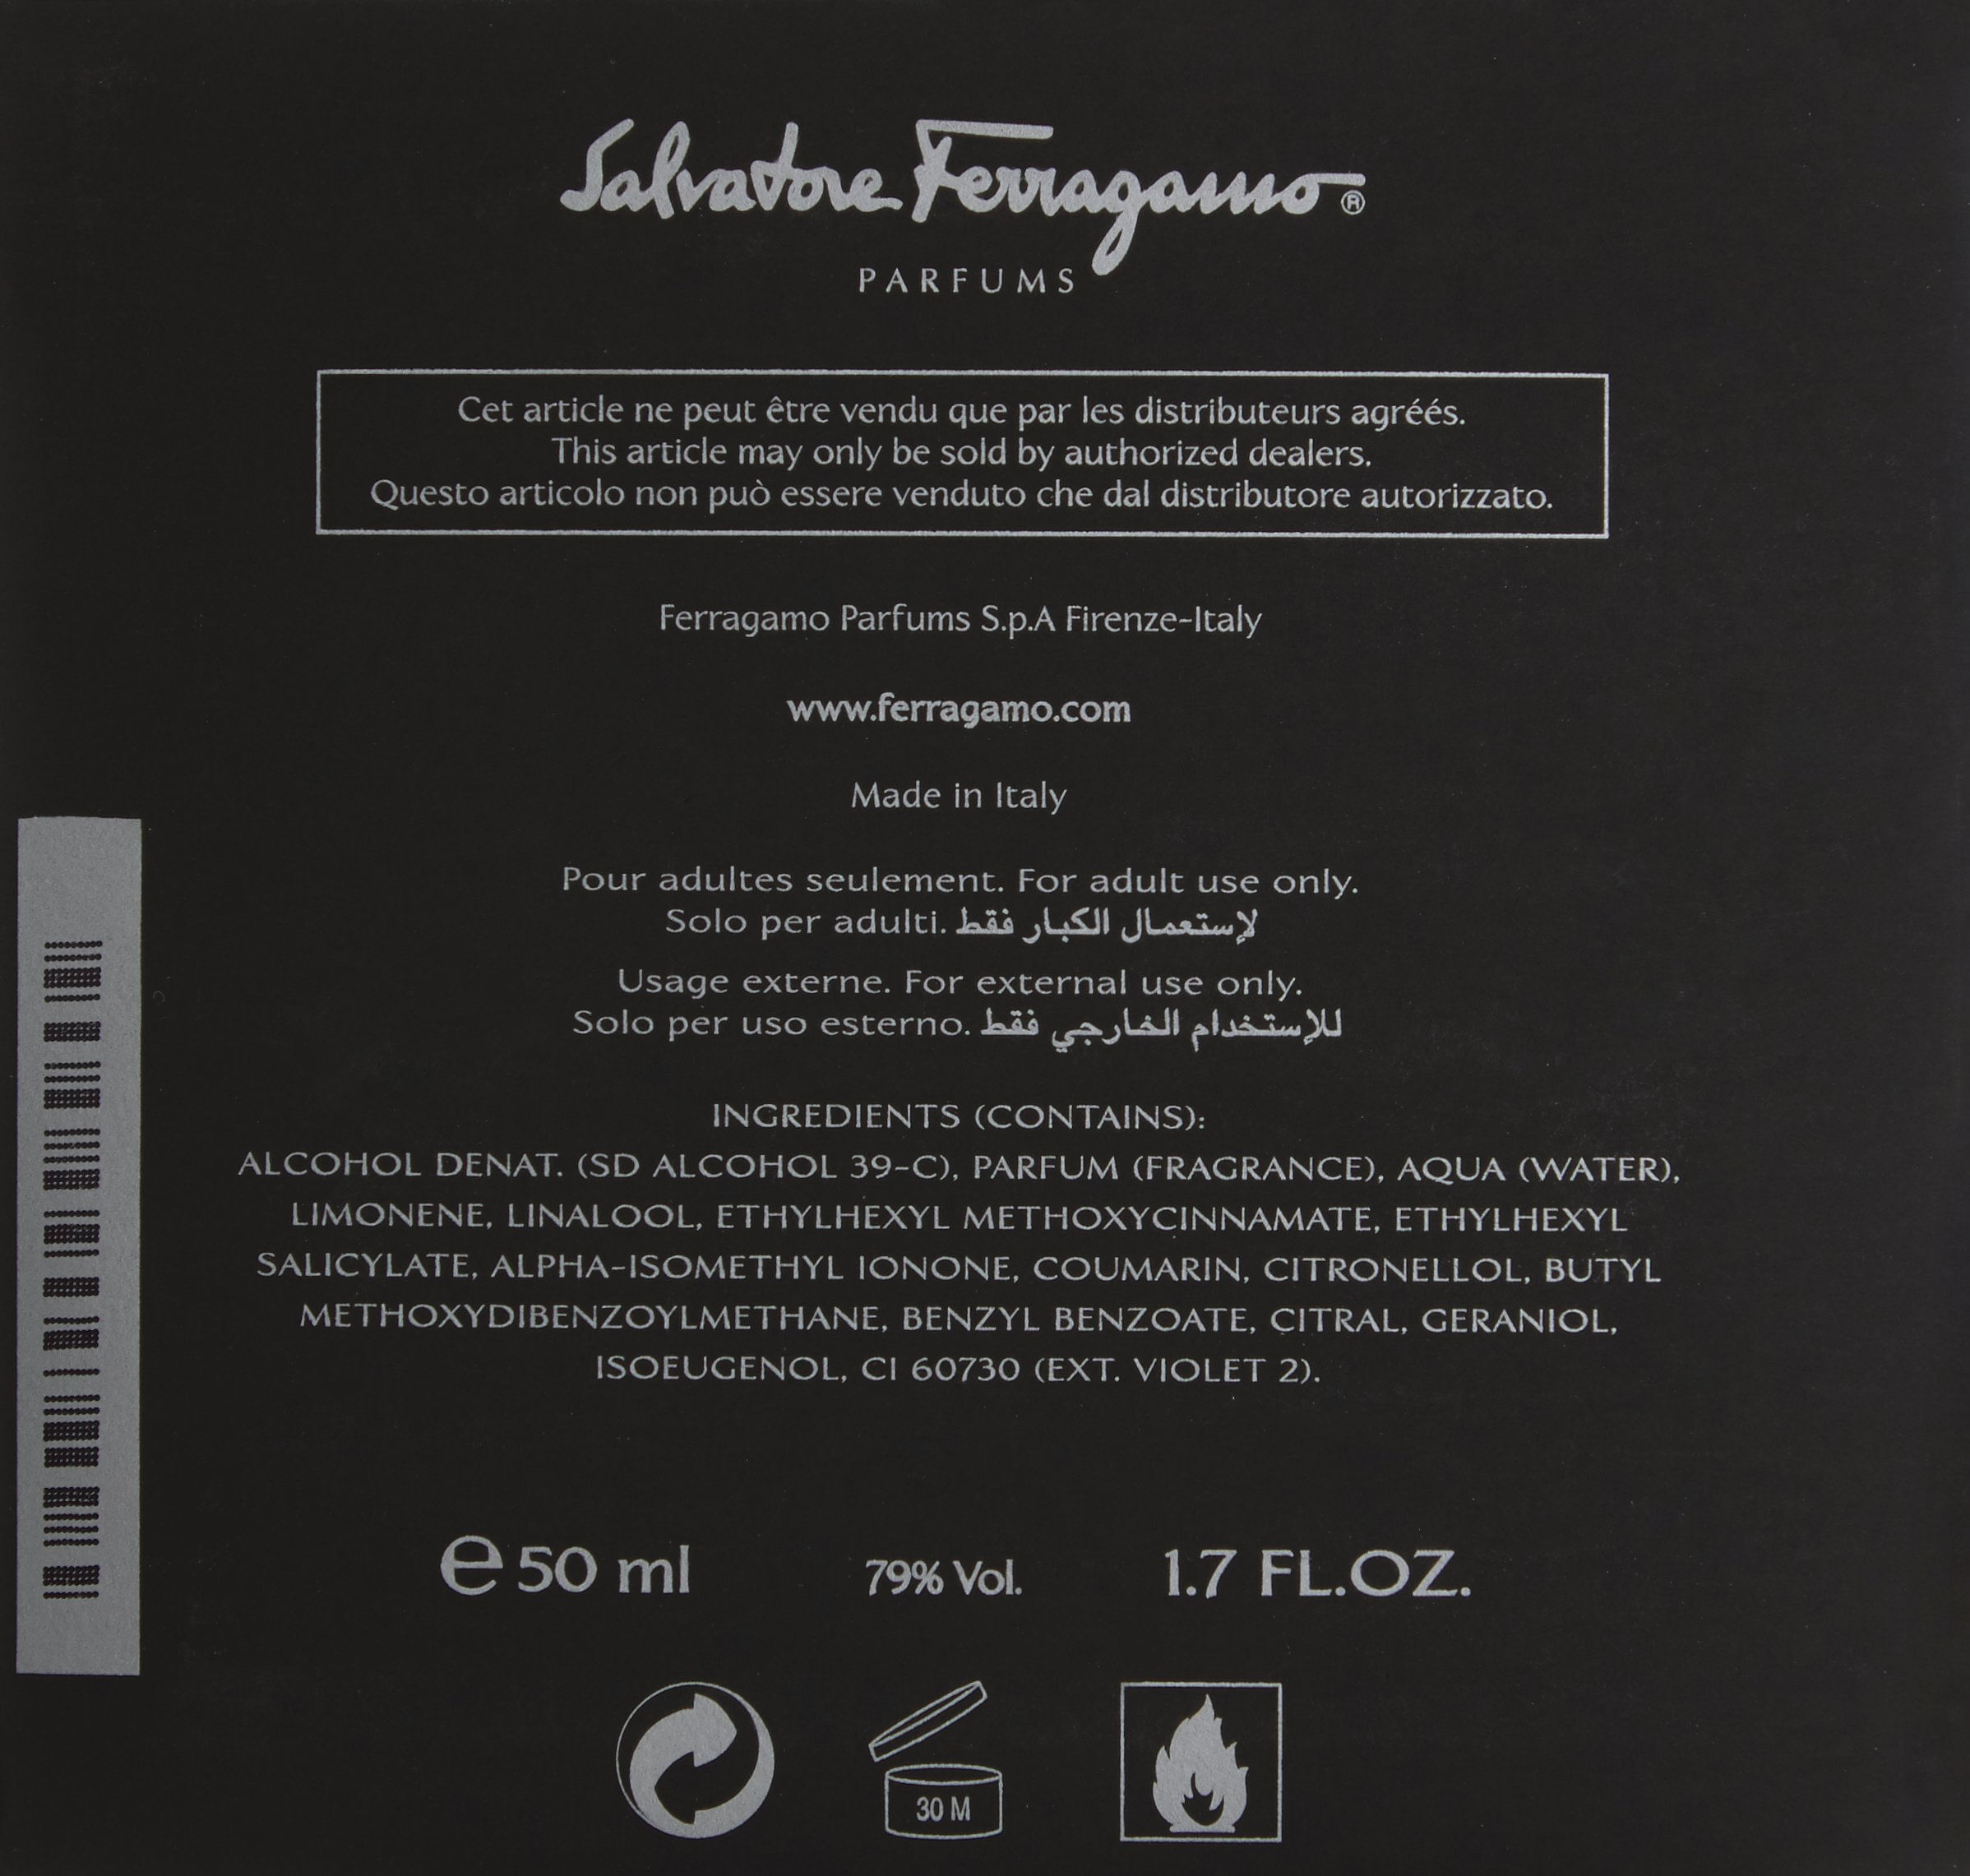 Salvatore Ferragamo®
PARFUMS
Cet article ne peut être vendu que par les distributeurs agréés.
This article may only be sold by authorized dealers.
Questo articolo non può essere venduto che dal distributore autorizzato.
Ferragamo Parfums S.p.A Firenze-Italy
www.ferragamo.com
Made in Italy
Pour adultes seulement. For adult use only.
Solo per adulti. لإستعمال الكبار فقط
Usage externe. For external use only.
Solo per uso esterno. للإستخدام الخارجي فقط
INGREDIENTS (CONTAINS):
ALCOHOL DENAT. (SD ALCOHOL 39-C), PARFUM (FRAGRANCE), AQUA (WATER),
LIMONENE, LINALOOL, ETHYLHEXYL METHOXYCINNAMATE, ETHYLHEXYL
SALICYLATE, ALPHA-ISOMETHYL IONONE, COUMARIN, CITRONELLOL, BUTYL
METHOXYDIBENZOYLMETHANE, BENZYL BENZOATE, CITRAL, GERANIOL,
ISOEUGENOL, CI 60730 (EXT. VIOLET 2).
℮ 50 ml 79% Vol. 1.7 FL.OZ.
30 M